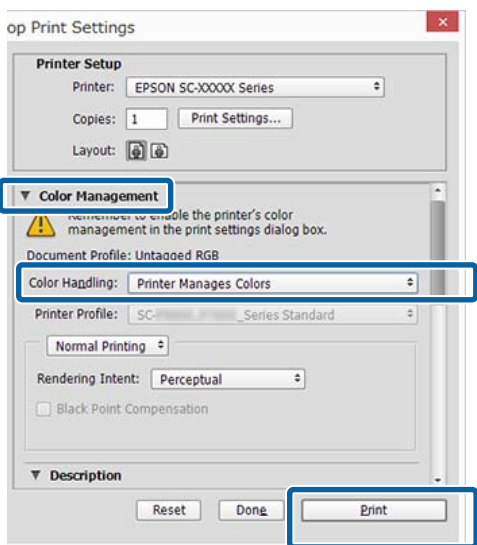 op Print Settings
Printer Setup
Printer: EPSON SC-XXXXX Series
Copies: 1 Print Settings...
Layout:
Color Management
Remember to enable the printer's color
management in the print settings dialog box.
Document Profile: Untagged RGB
Color Handling: Printer Manages Colors
Printer Profile: SC- _Series Standard
Normal Printing
Rendering Intent: Perceptual
Black Point Compensation
Description
Reset Done Print